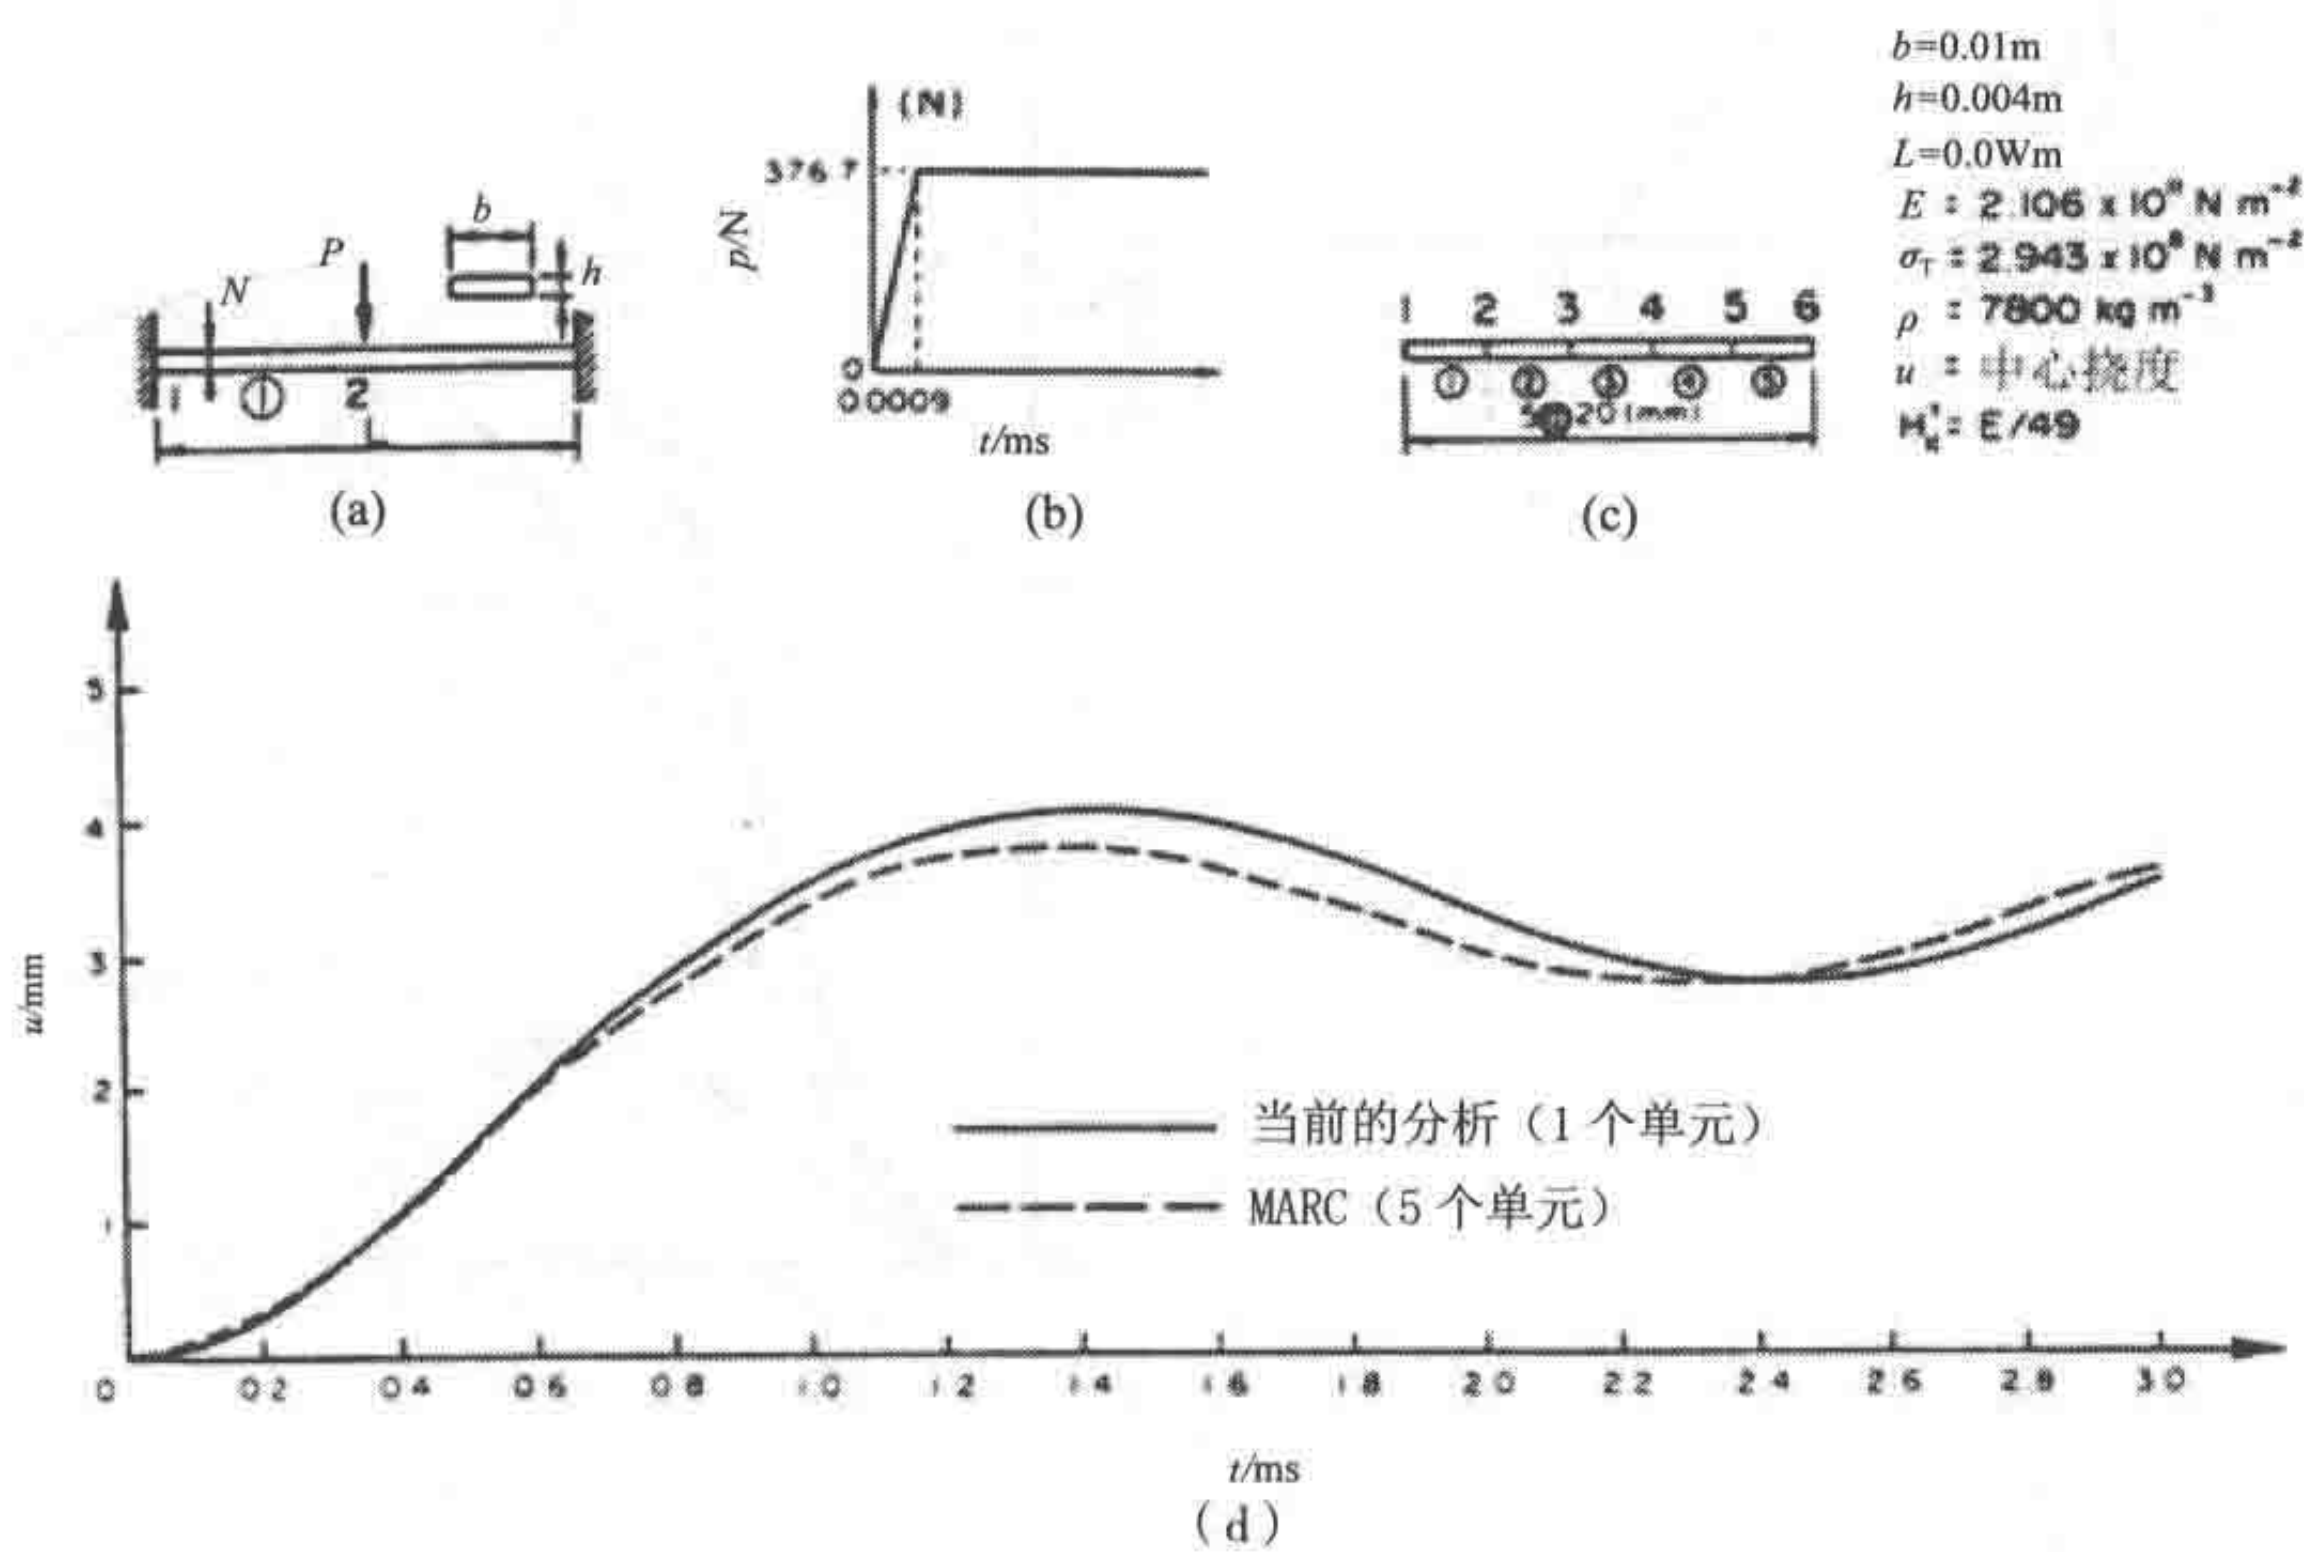 b=0.01m
h=0.004m
L=0.0Wm
E = 2.106 x 10" N m⁻²
σT = 2.943 x 10⁸ N m⁻²
ρ = 7800 kg m⁻³
u = 中心挠度
= E/49
b
P
h
N
1
①
2
(a)
(N)
376.7
p/N
0
0.0009
t/ms
(b)
1 2 3 4 5 6
① ② ③ ④ ⑤
20 (mm)
(c)
5
4
3
2
1
u/mm
当前的分析（1 个单元）
MARC（5 个单元）
0 0.2 0.4 0.6 0.8 1.0 1.2 1.4 1.6 1.8 2.0 2.2 2.4 2.6 2.8 3.0
t/ms
(d)